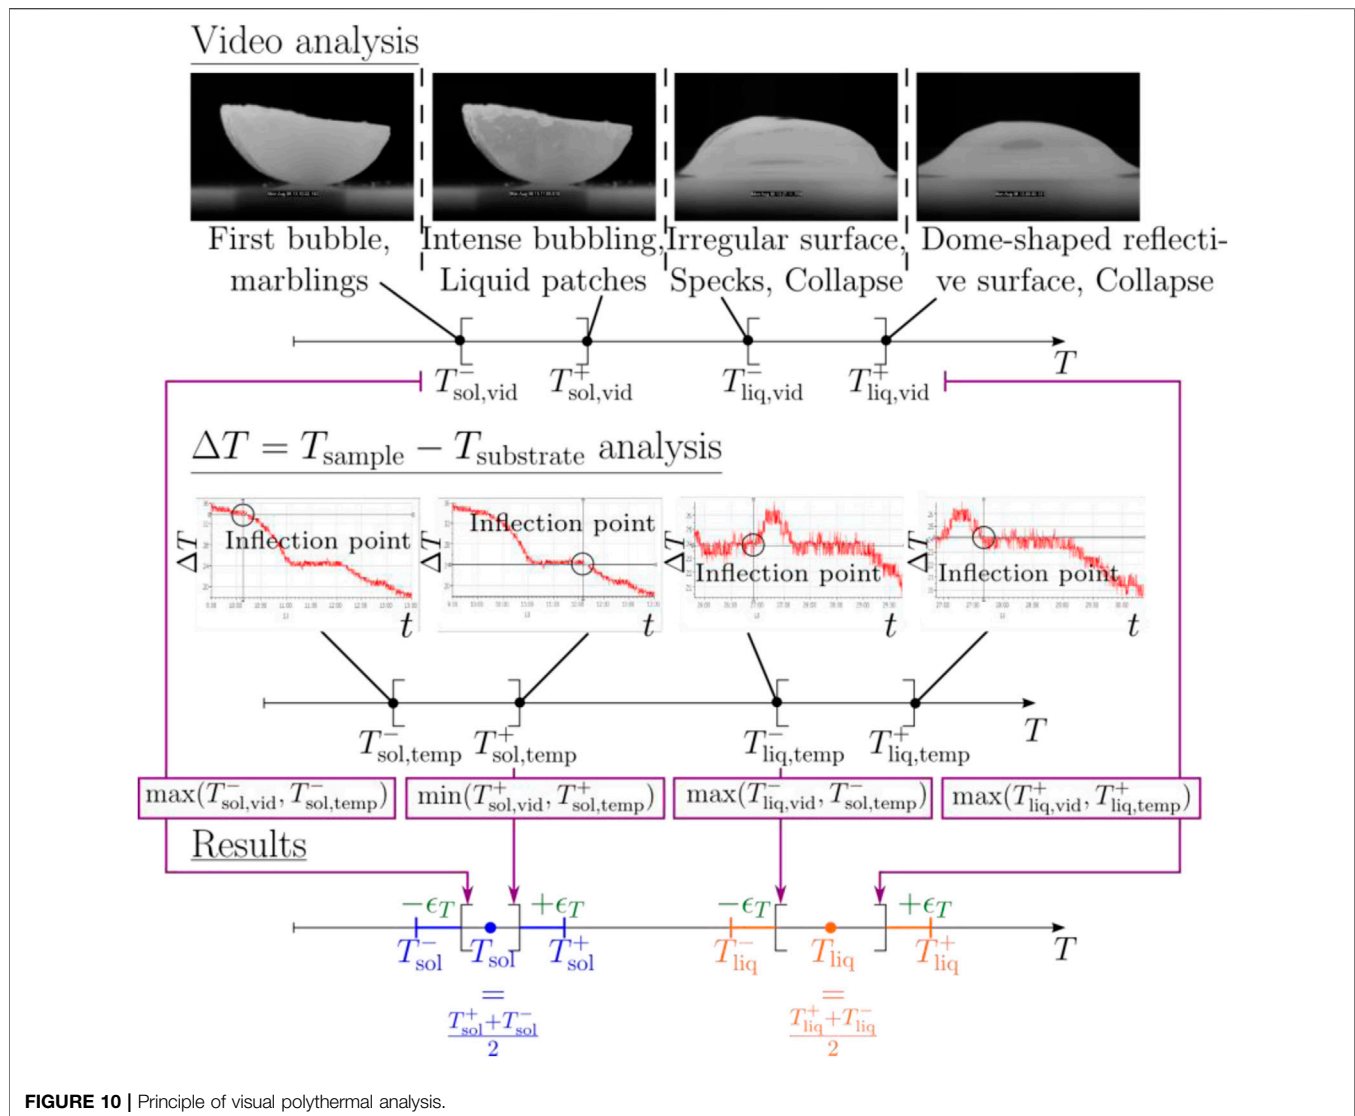 Video analysis
First bubble,
marblings
Intense bubbling,
Liquid patches
Irregular surface,
Specks, Collapse
Dome-shaped reflecti-
ve surface, Collapse
T
T⁻sol,vid
T⁺sol,vid
T⁻liq,vid
T⁺liq,vid
ΔT = Tsample − Tsubstrate analysis
ΔT
Inflection point
t
ΔT
Inflection point
t
ΔT
Inflection point
t
ΔT
Inflection point
t
T
T⁻sol,temp
T⁺sol,temp
T⁻liq,temp
T⁺liq,temp
max(T⁻sol,vid, T⁻sol,temp)
min(T⁺sol,vid, T⁺sol,temp)
max(T⁻liq,vid, T⁻sol,temp)
max(T⁺liq,vid, T⁺liq,temp)
Results
−ϵT
+ϵT
−ϵT
+ϵT
T⁻sol
Tsol
T⁺sol
T⁻liq
Tliq
T⁺liq
T
=
T⁺sol+T⁻sol
2
=
T⁺liq+T⁻liq
2
FIGURE 10 | Principle of visual polythermal analysis.